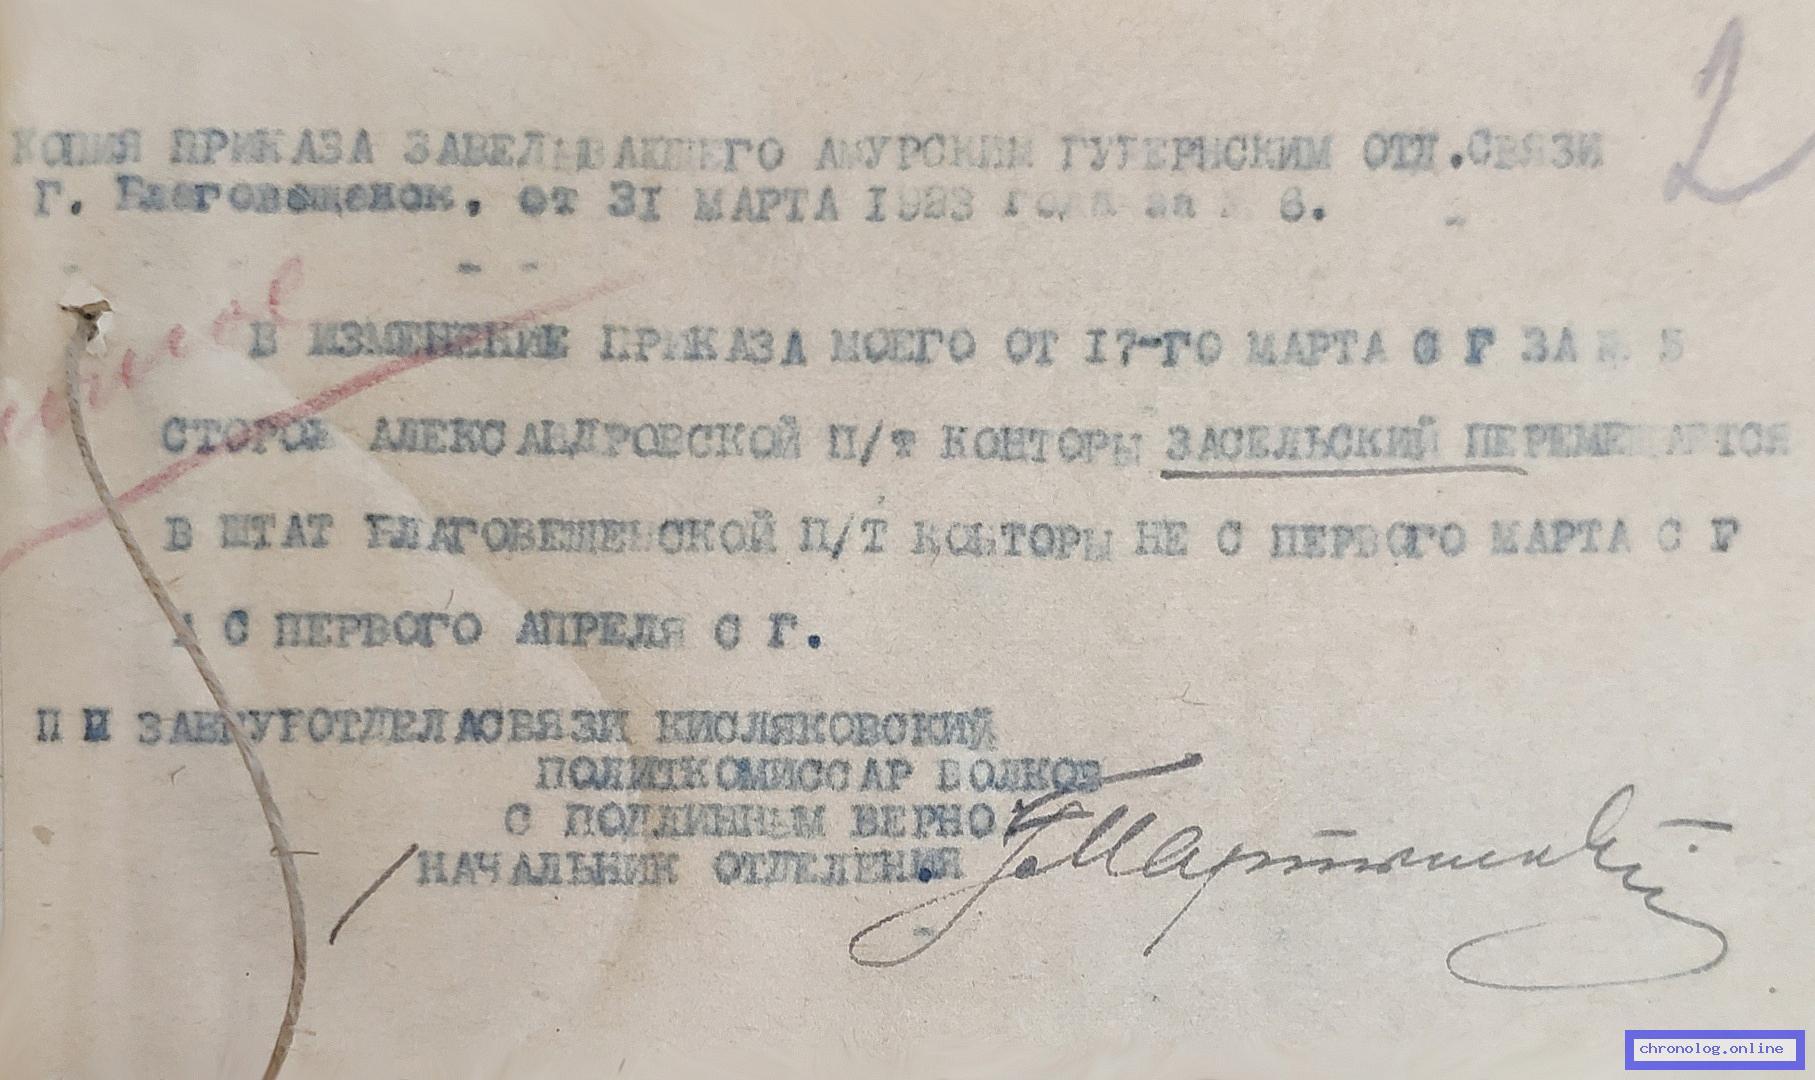 2
КОПИЯ ПРИКАЗА ЗАВЕДЫВАЮЩЕГО АМУРСКИМ ГУБЕРНСКИМ ОТД.СВЯЗИ
Г. Благовещенск, от 31 МАРТА 1923 года за № 6.
В ИЗМЕНЕНИЕ ПРИКАЗА МОЕГО ОТ 17-ГО МАРТА С Г ЗА № 5
СТОРОЖ АЛЕКСАНДРОВСКОЙ П/т КОНТОРЫ ЗАСЕЛЬСКИЙ ПЕРЕМЕЩАЕТСЯ
В ШТАТ БЛАГОВЕЩЕНСКОЙ П/Т КОНТОРЫ НЕ С ПЕРВОГО МАРТА С Г
А С ПЕРВОГО АПРЕЛЯ С Г.
П П ЗАВГУБОТДЕЛАСВЯЗИ КИСЛЯКОВСКИЙ
ПОЛИТКОМИССАР ВОЛКОВ
С ПОДЛИННЫМ ВЕРНО
НАЧАЛЬНИК ОТДЕЛЕНИЯ
chronolog.online